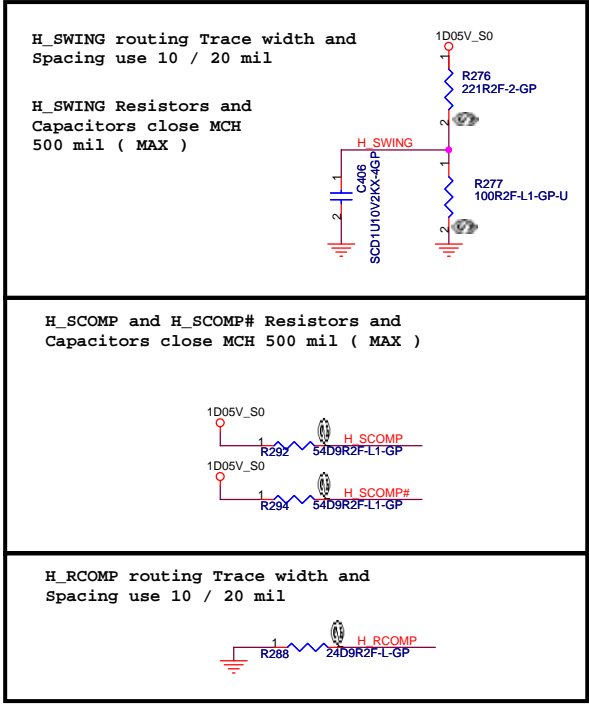 H_SWING routing Trace width and
Spacing use 10 / 20 mil
H_SWING Resistors and
Capacitors close MCH
500 mil ( MAX )
1D05V_S0
1
R276
221R2F-2-GP
2
H_SWING
1
C406
SCD1U10V2KX-4GP
2
1
R277
100R2F-L1-GP-U
2
H_SCOMP and H_SCOMP# Resistors and
Capacitors close MCH 500 mil ( MAX )
1D05V_S0
1
R292
H_SCOMP
54D9R2F-L1-GP
1D05V_S0
1
R294
H_SCOMP#
54D9R2F-L1-GP
H_RCOMP routing Trace width and
Spacing use 10 / 20 mil
1
R288
H_RCOMP
24D9R2F-L-GP